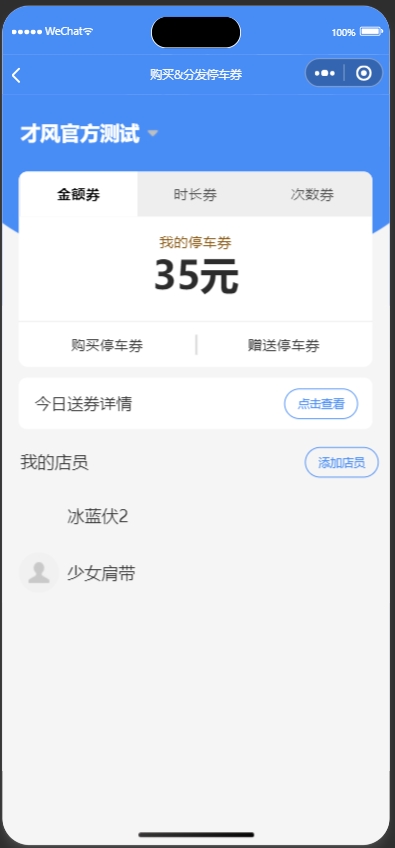 WeChat
100%
购买&分发停车券
才风官方测试
金额券 时长券 次数券
我的停车券
35元
购买停车券 赠送停车券
今日送券详情 点击查看
我的店员 添加店员
冰蓝伏2
少女肩带